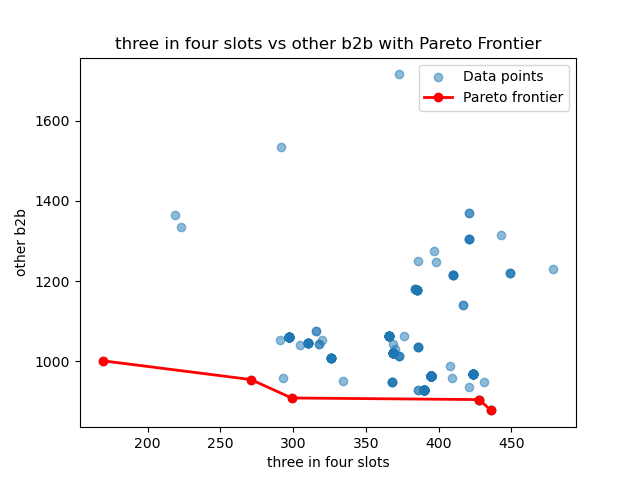 three in four slots vs other b2b with Pareto Frontier
Data points
Pareto frontier
other b2b
1600
1400
1200
1000
200 250 300 350 400 450
three in four slots